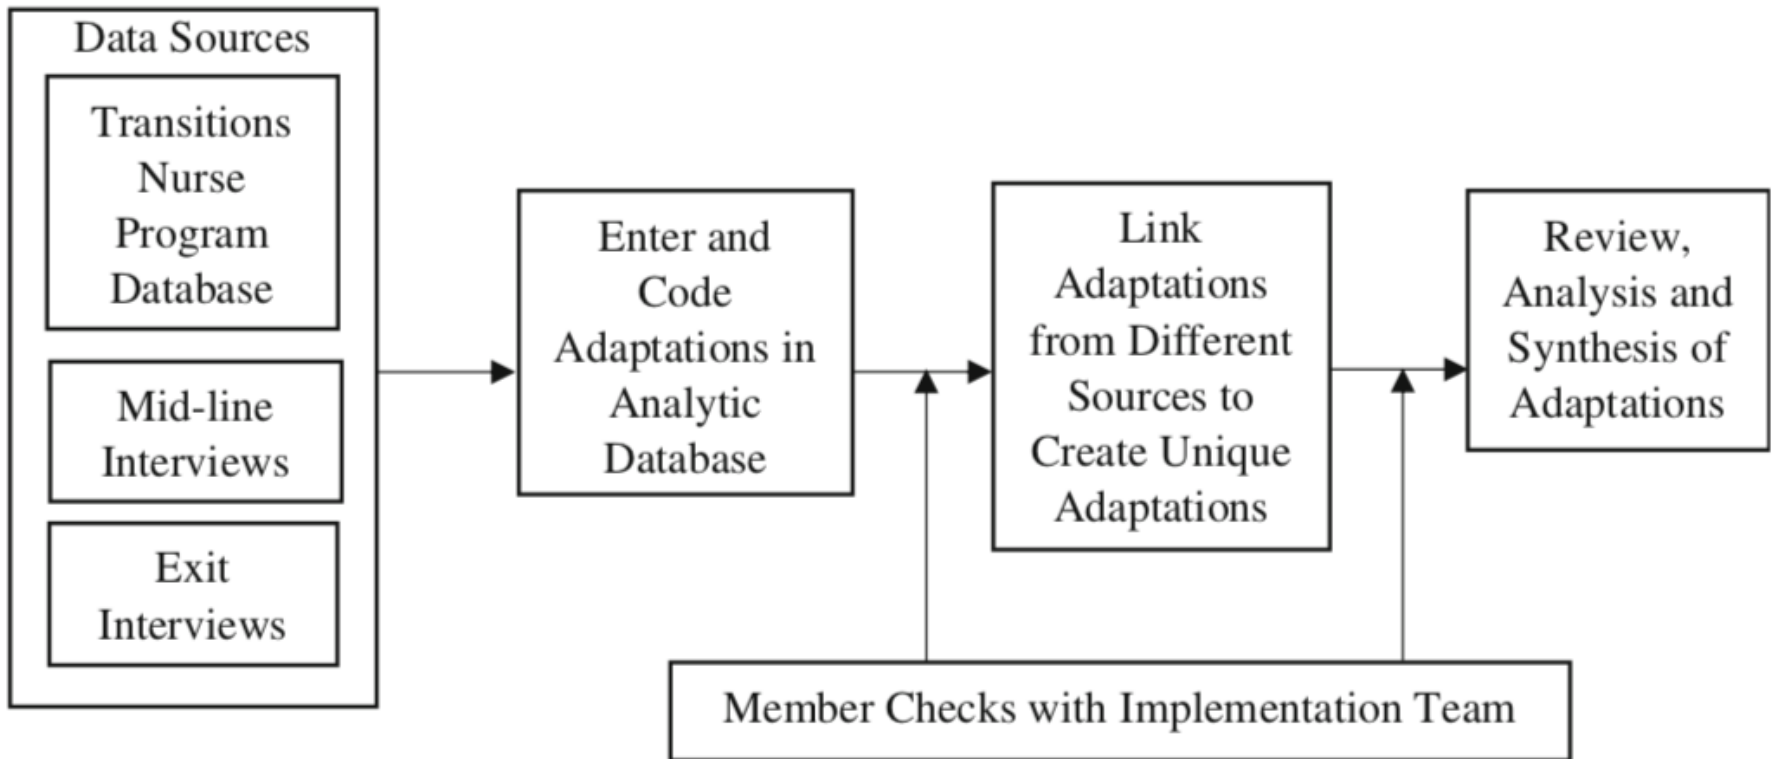 Data Sources
Transitions
Nurse
Program
Database
Mid-line
Interviews
Exit
Interviews
Enter and
Code
Adaptations in
Analytic
Database
Link
Adaptations
from Different
Sources to
Create Unique
Adaptations
Review,
Analysis and
Synthesis of
Adaptations
Member Checks with Implementation Team